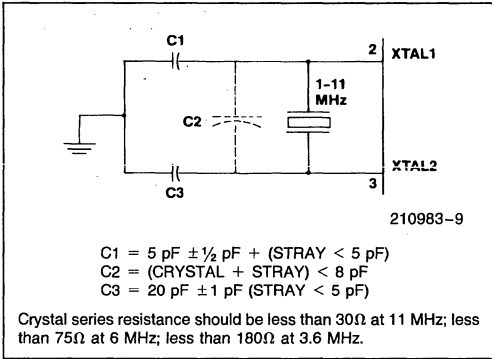 C1
2 XTAL1
1-11
MHz
C2
XTAL2
C3
3
210983-9
C1 = 5 pF ±½ pF + (STRAY < 5 pF)
C2 = (CRYSTAL + STRAY) < 8 pF
C3 = 20 pF ±1 pF (STRAY < 5 pF)
Crystal series resistance should be less than 30Ω at 11 MHz; less
than 75Ω at 6 MHz; less than 180Ω at 3.6 MHz.